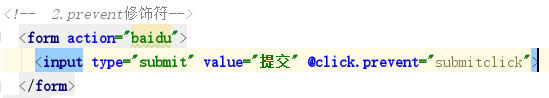 <!--  2.prevent修饰符-->
<form action="baidu">
<input type="submit" value="提交" @click.prevent="submitclick">
</form>